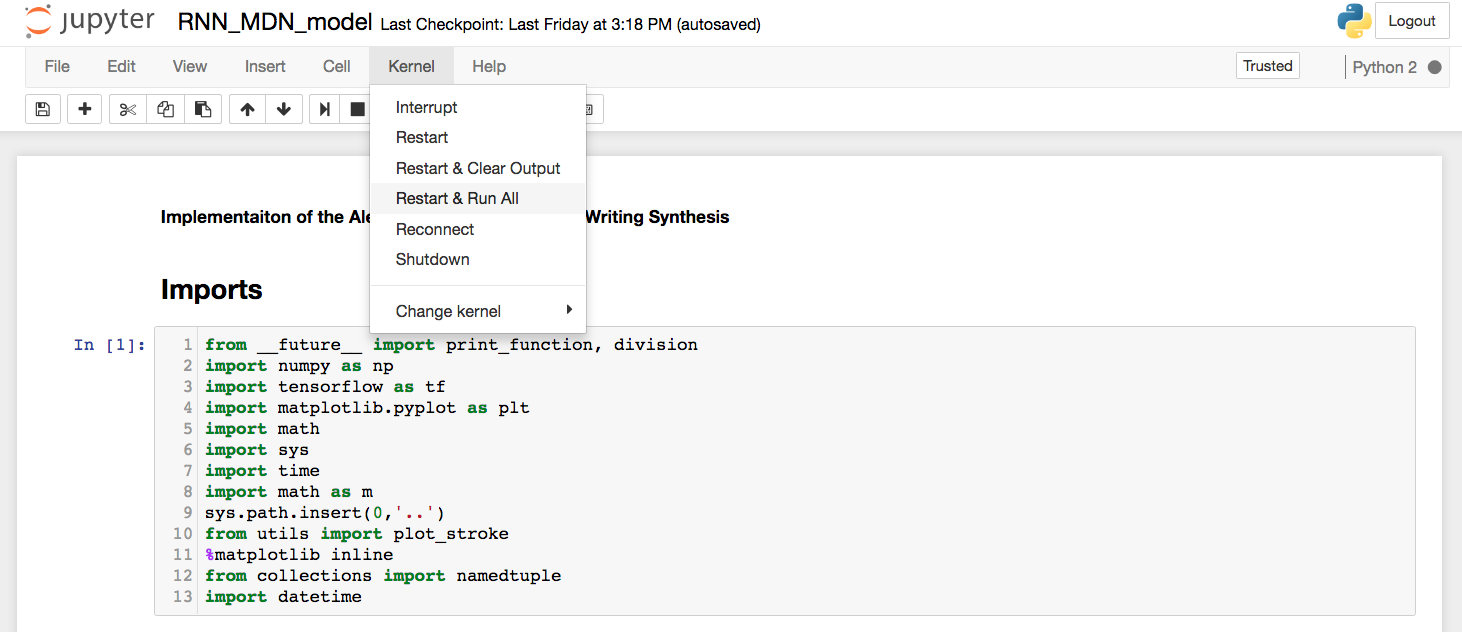 jupyter RNN_MDN_model Last Checkpoint: Last Friday at 3:18 PM (autosaved) Logout
File Edit View Insert Cell Kernel Help Trusted Python 2
Interrupt
Restart
Restart & Clear Output
Restart & Run All
Reconnect
Shutdown
Change kernel
Implementaiton of the Writing Synthesis
Imports
In [1]:
1 from __future__ import print_function, division
2 import numpy as np
3 import tensorflow as tf
4 import matplotlib.pyplot as plt
5 import math
6 import sys
7 import time
8 import math as m
9 sys.path.insert(0,'..')
10 from utils import plot_stroke
11 %matplotlib inline
12 from collections import namedtuple
13 import datetime